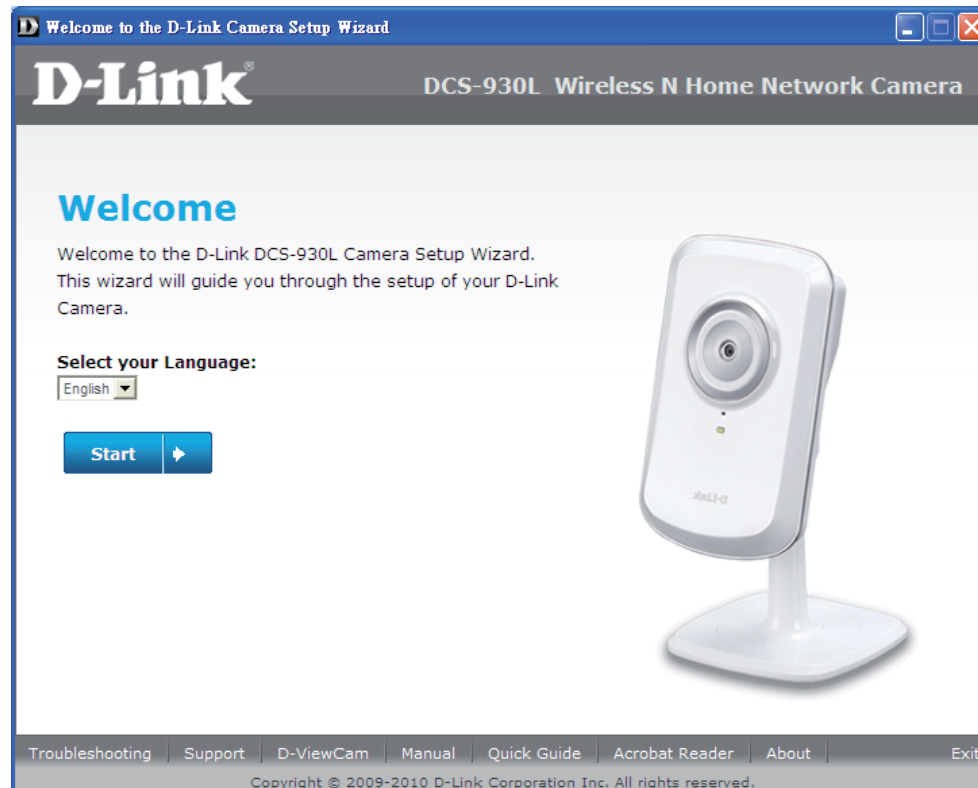 Welcome to the D-Link Camera Setup Wizard
D-Link®
DCS-930L Wireless N Home Network Camera
Welcome
Welcome to the D-Link DCS-930L Camera Setup Wizard.
This wizard will guide you through the setup of your D-Link
Camera.
Select your Language:
English
Start
D-Link
Troubleshooting Support D-ViewCam Manual Quick Guide Acrobat Reader About Exit
Copyright © 2009-2010 D-Link Corporation Inc. All rights reserved.